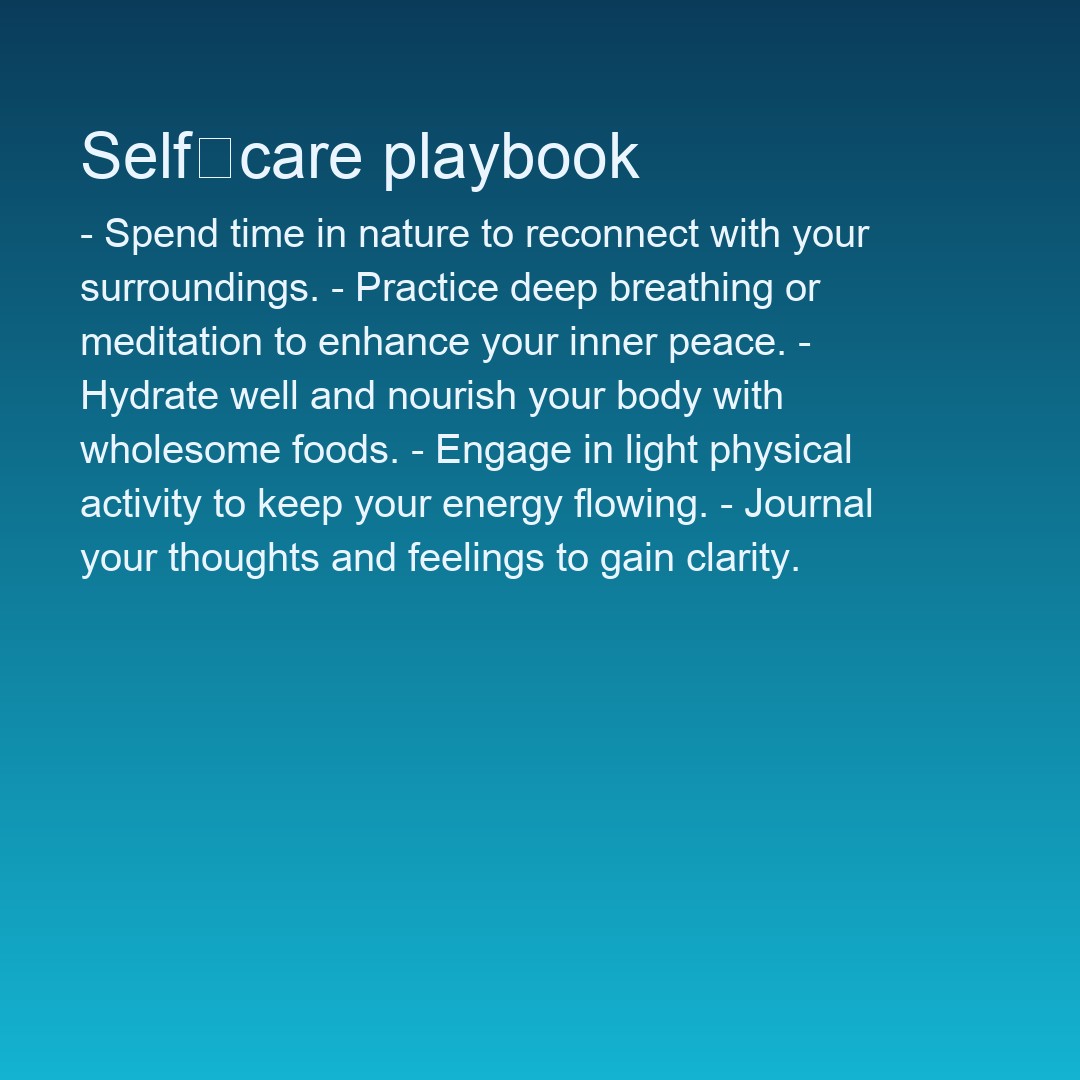 Self□care playbook
- Spend time in nature to reconnect with your
surroundings. - Practice deep breathing or
meditation to enhance your inner peace. -
Hydrate well and nourish your body with
wholesome foods. - Engage in light physical
activity to keep your energy flowing. - Journal
your thoughts and feelings to gain clarity.